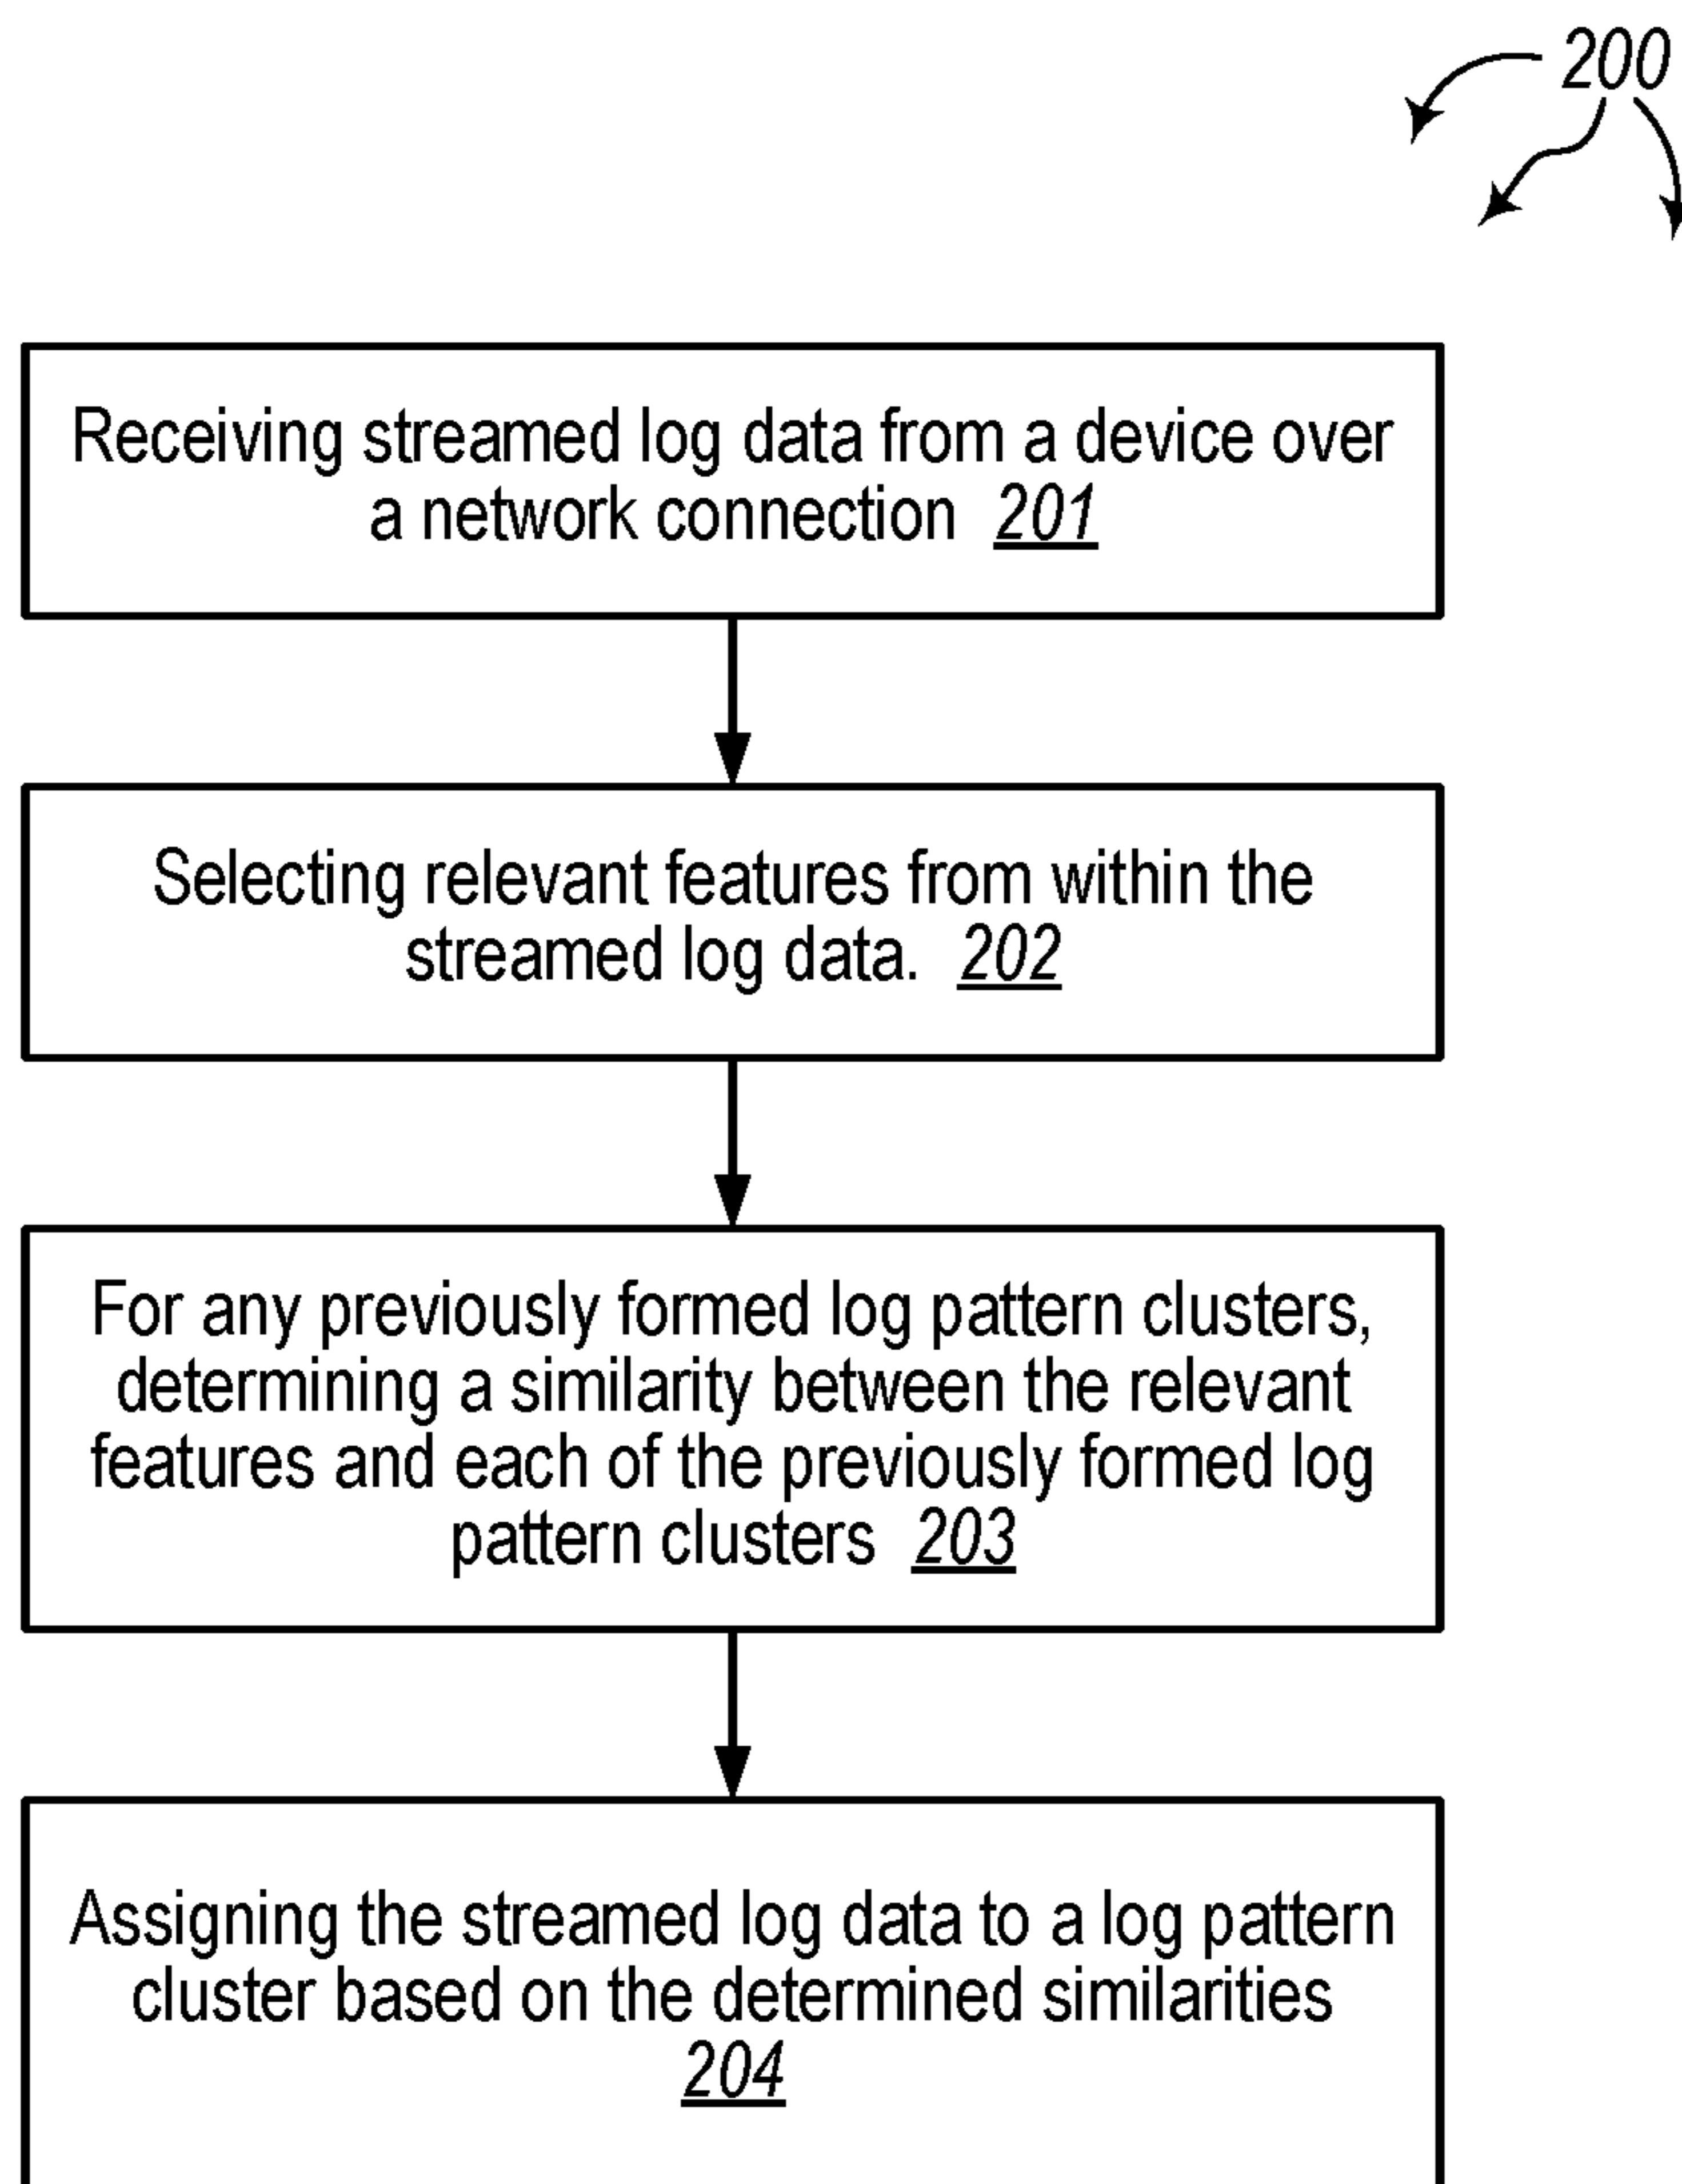 200
Receiving streamed log data from a device over
a network connection 201
Selecting relevant features from within the
streamed log data. 202
For any previously formed log pattern clusters,
determining a similarity between the relevant
features and each of the previously formed log
pattern clusters 203
Assigning the streamed log data to a log pattern
cluster based on the determined similarities
204